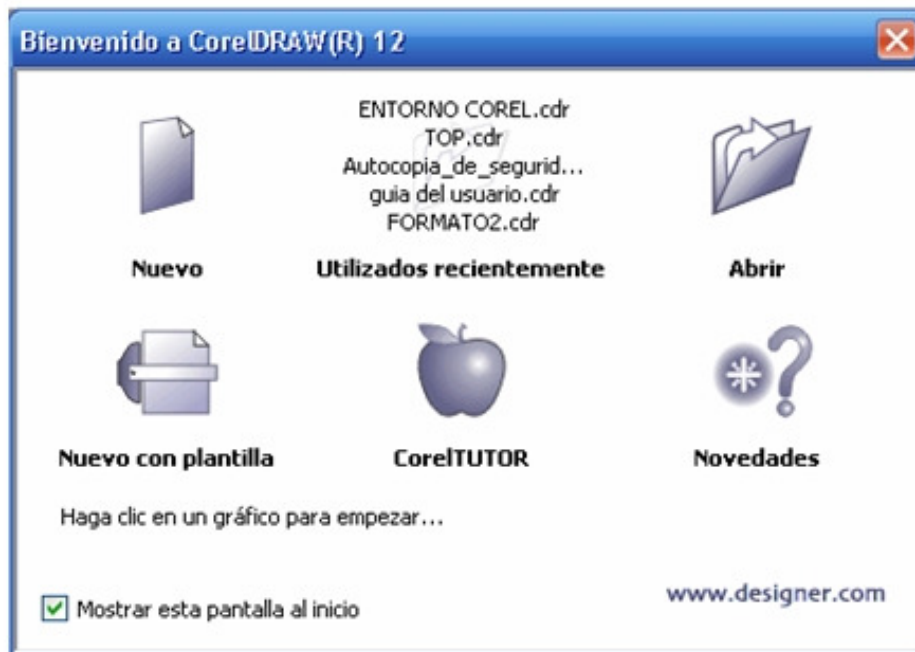 Bienvenido a CorelDRAW(R) 12
ENTORNO COREL.cdr
TOP.cdr
Autocopia_de_segurid...
guia del usuario.cdr
FORMATO2.cdr
Nuevo
Utilizados recientemente
Abrir
Nuevo con plantilla
CorelTUTOR
Novedades
Haga clic en un gráfico para empezar...
Mostrar esta pantalla al inicio
www.designer.com